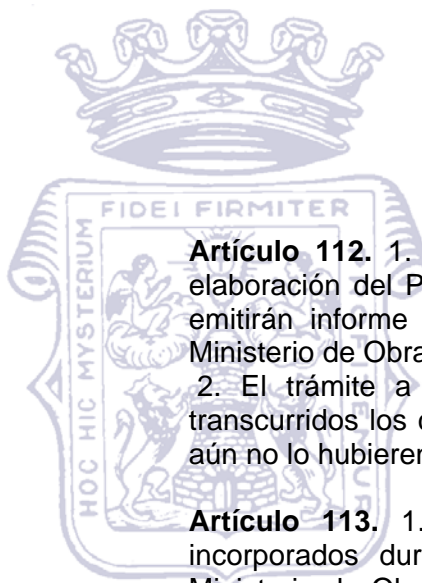 FIDEI FIRMITER
HOC HIC MYSTERIUM
Artículo 112. 1.
elaboración del P
emitirán informe
Ministerio de Obra
2. El trámite a
transcurridos los
aún no lo hubieren
Artículo 113. 1.
incorporados dur